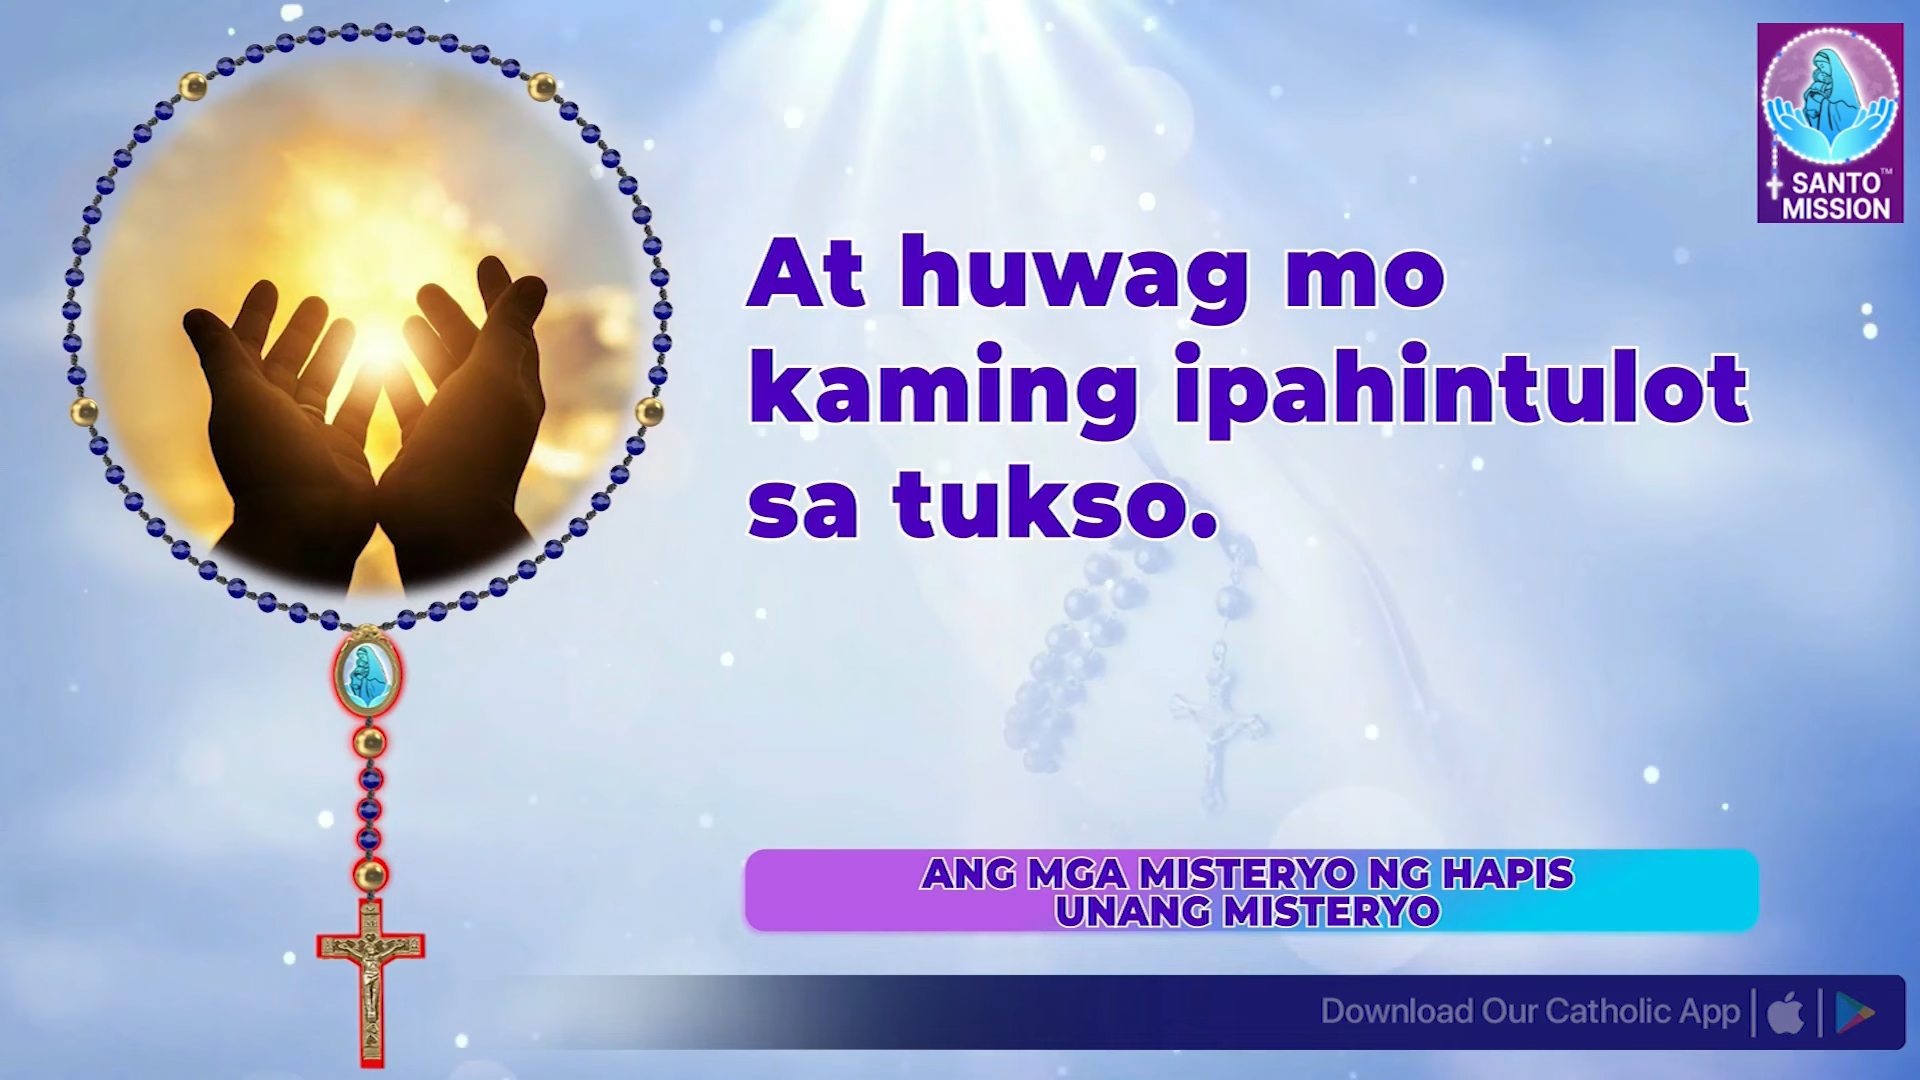 SANTO™
MISSION
At huwag mo
kaming ipahintulot
sa tukso.
ANG MGA MISTERYO NG HAPIS
UNANG MISTERYO
Download Our Catholic App